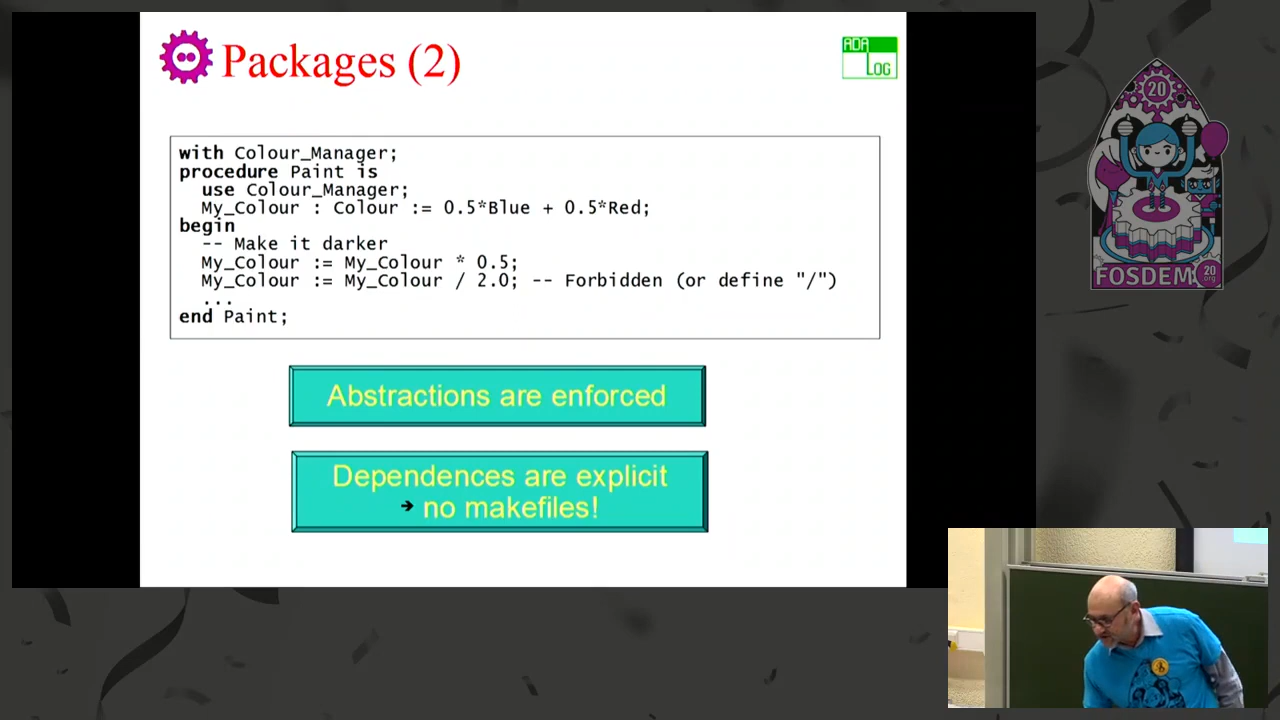 Packages (2)
ADA
LOG
with Colour_Manager;
procedure Paint is
use Colour_Manager;
My_Colour : Colour := 0.5*Blue + 0.5*Red;
begin
-- Make it darker
My_Colour := My_Colour * 0.5;
My_Colour := My_Colour / 2.0; -- Forbidden (or define "/")
...
end Paint;
Abstractions are enforced
Dependences are explicit
➔ no makefiles!
20
FOSDEM
20
.org